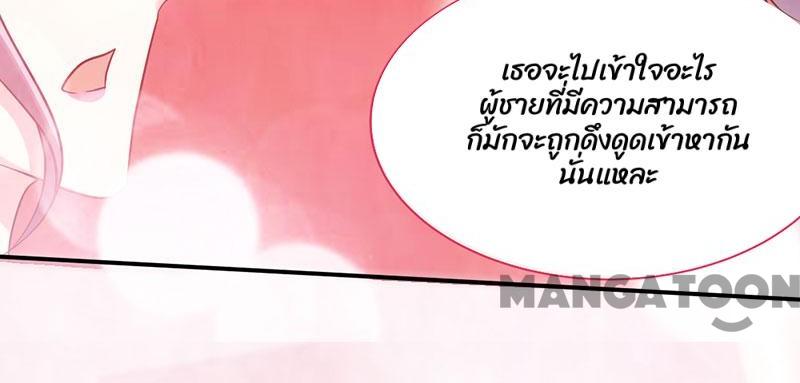 เธอจะไปเข้าใจอะไร
ผู้ชายที่มีความสามารถ
ก็มักจะถูกดึงดูดเข้าหากัน
นั่นแหละ
MANGATOON